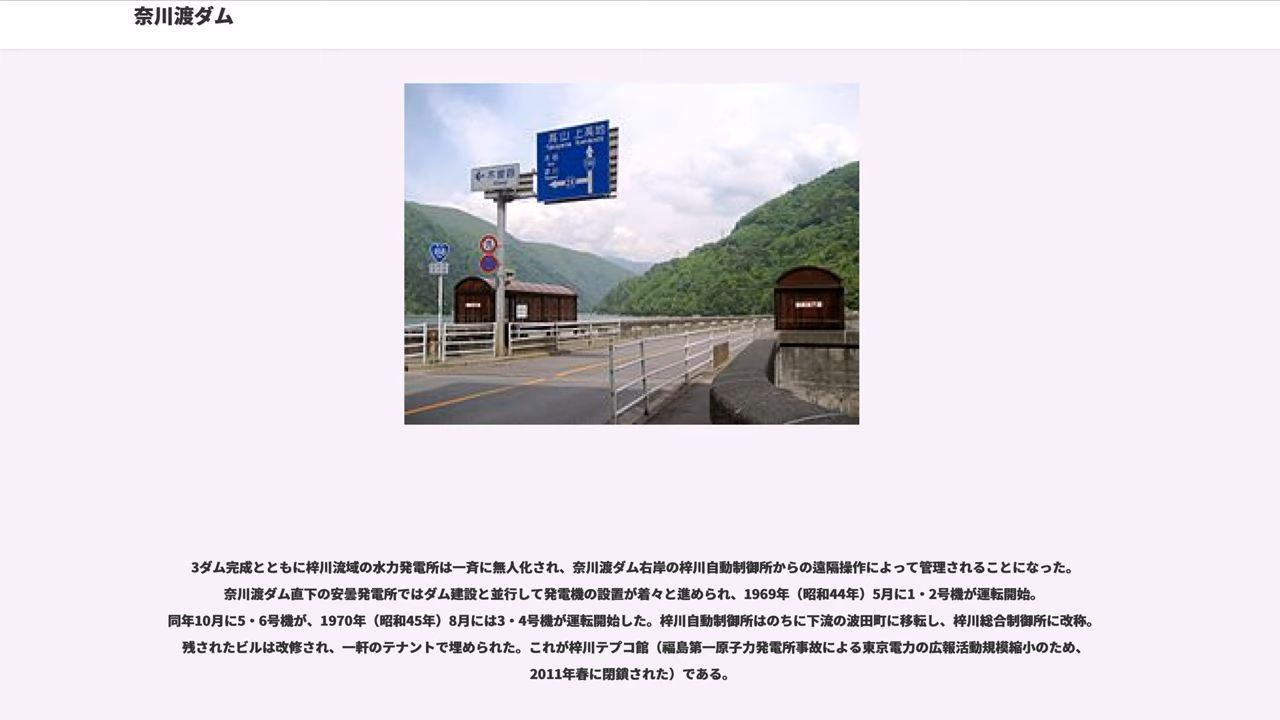 奈川渡ダム
高山 上高地
木曽
3ダム完成とともに梓川流域の水力発電所は一斉に無人化され、奈川渡ダム右岸の梓川自動制御所からの遠隔操作によって管理されることになった。
奈川渡ダム直下の安曇発電所ではダム建設と並行して発電機の設置が着々と進められ、1969年（昭和44年）5月に1・2号機が運転開始。
同年10月に5・6号機が、1970年（昭和45年）8月には3・4号機が運転開始した。梓川自動制御所はのちに下流の波田町に移転し、梓川総合制御所に改称。
残されたビルは改修され、一軒のテナントで埋められた。これが梓川テプコ館（福島第一原子力発電所事故による東京電力の広報活動規模縮小のため、
2011年春に閉鎖された）である。